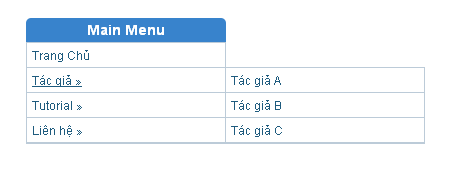 Main Menu
Trang Chủ
Tác giả »
Tác giả A
Tutorial »
Tác giả B
Liên hệ »
Tác giả C